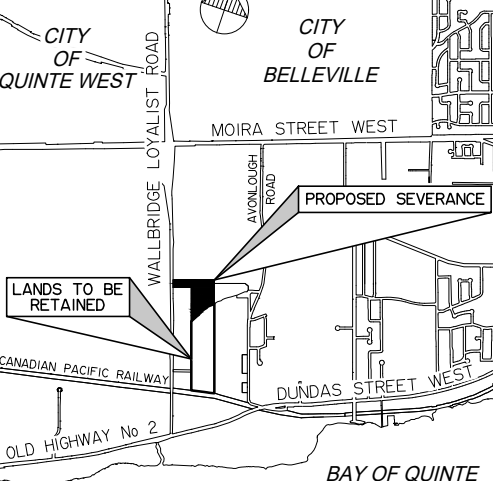 CITY
OF
QUINTE WEST
CITY
OF
BELLEVILLE
WALLBRIDGE LOYALIST ROAD
MOIRA STREET WEST
AVONLOUGH
ROAD
PROPOSED SEVERANCE
LANDS TO BE
RETAINED
CANADIAN PACIFIC RAILWAY
DUNDAS STREET WEST
OLD HIGHWAY No 2
BAY OF QUINTE